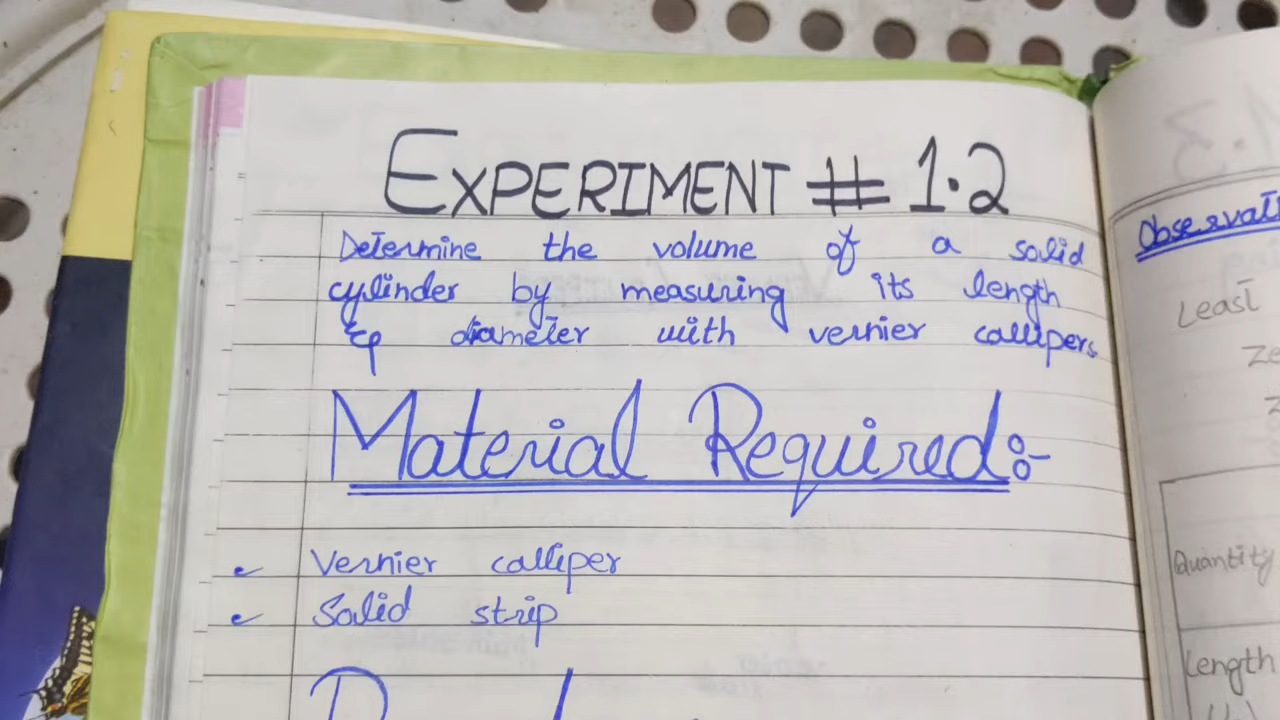 EXPERIMENT # 1.2
Determine the volume of a solid
cylinder by measuring its length
& diameter with vernier callipers.
Material Required:-
Vernier calliper
Solid strip
Least
Quantity
Length